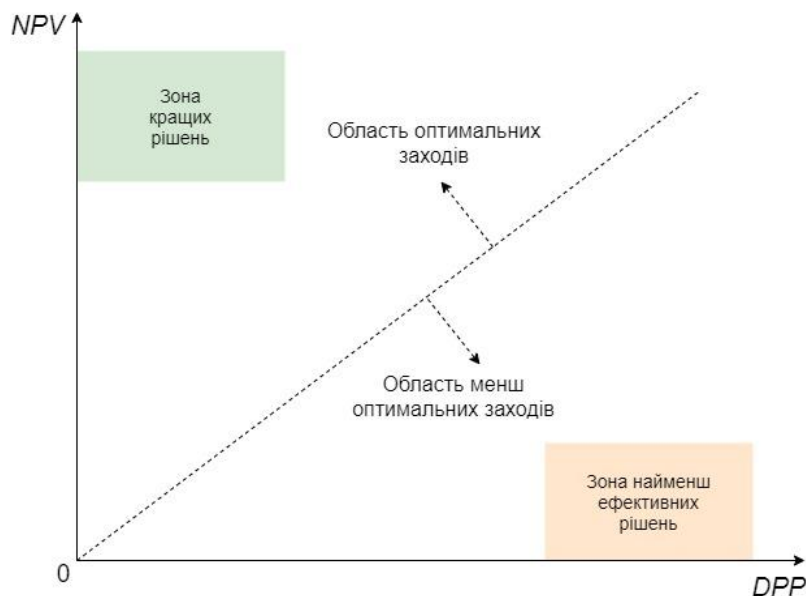 NPV
Зона
кращих
рішень
Область оптимальних
заходів
Область менш
оптимальних заходів
Зона найменш
ефективних
рішень
0
DPP